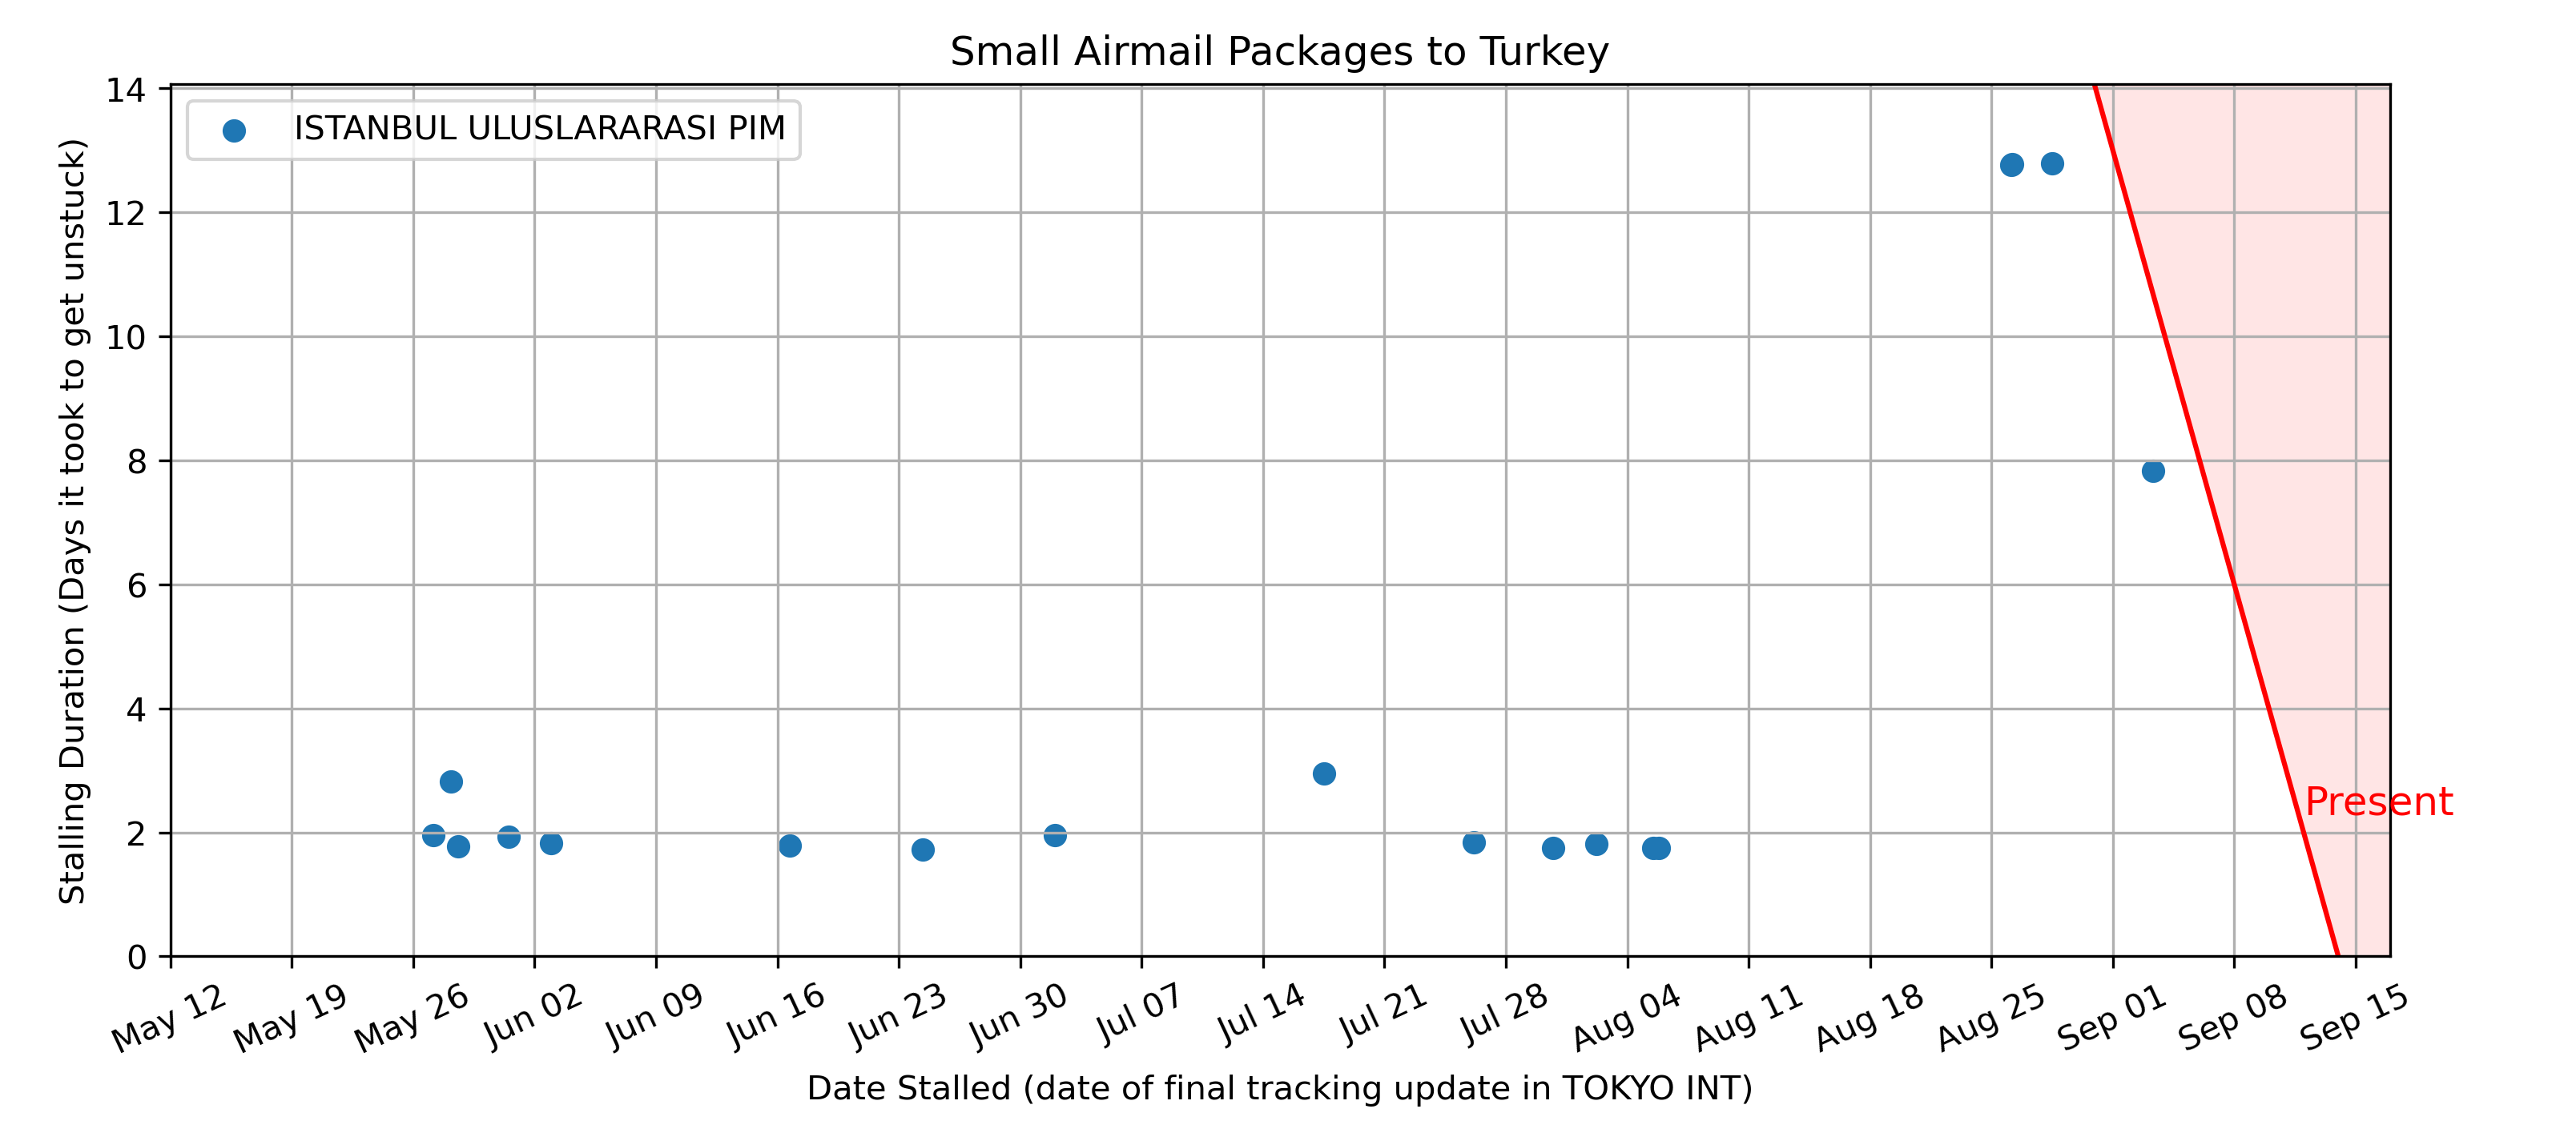 Small Airmail Packages to Turkey
ISTANBUL ULUSLARARASI PIM
Stalling Duration (Days it took to get unstuck)
14
12
10
8
6
4
2
0
Present
May 12
May 19
May 26
Jun 02
Jun 09
Jun 16
Jun 23
Jun 30
Jul 07
Jul 14
Jul 21
Jul 28
Aug 04
Aug 11
Aug 18
Aug 25
Sep 01
Sep 08
Sep 15
Date Stalled (date of final tracking update in TOKYO INT)